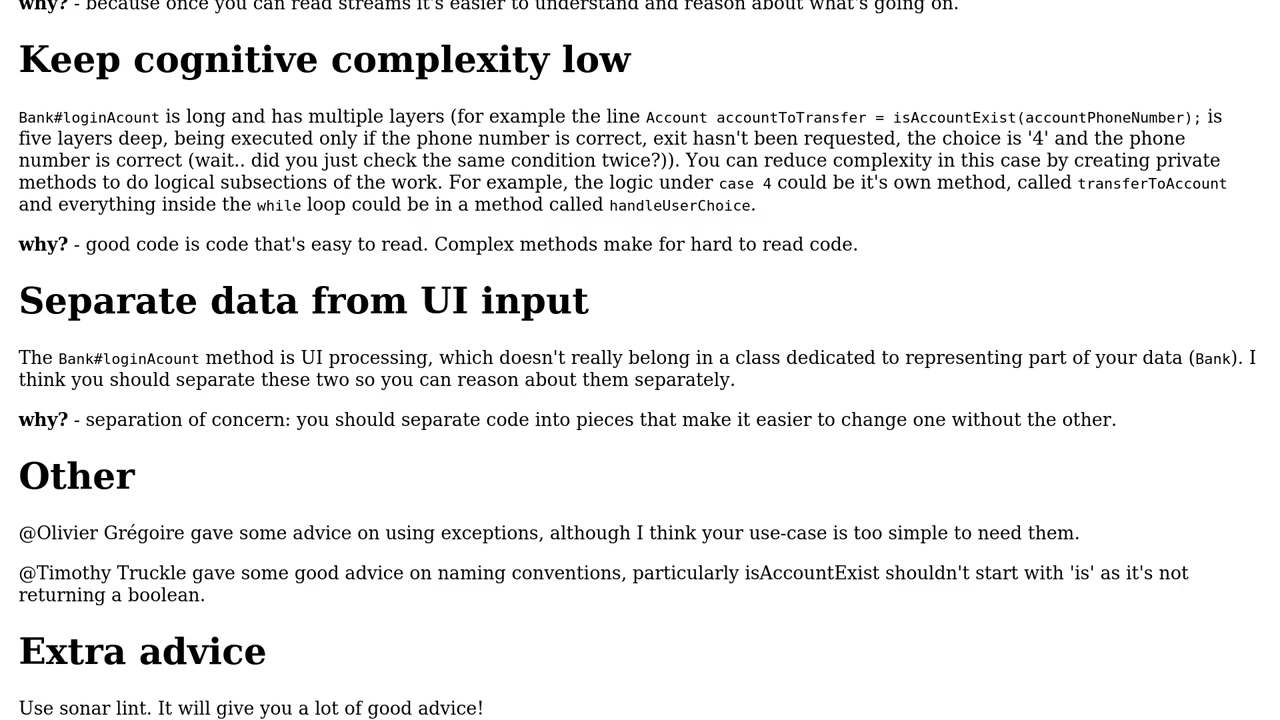 why? - because once you can read streams it's easier to understand and reason about what's going on.
Keep cognitive complexity low
Bank#loginAcount is long and has multiple layers (for example the line Account accountToTransfer = isAccountExist(accountPhoneNumber); is
five layers deep, being executed only if the phone number is correct, exit hasn't been requested, the choice is '4' and the phone
number is correct (wait.. did you just check the same condition twice?)). You can reduce complexity in this case by creating private
methods to do logical subsections of the work. For example, the logic under case 4 could be it's own method, called transferToAccount
and everything inside the while loop could be in a method called handleUserChoice.
why? - good code is code that's easy to read. Complex methods make for hard to read code.
Separate data from UI input
The Bank#loginAcount method is UI processing, which doesn't really belong in a class dedicated to representing part of your data (Bank). I
think you should separate these two so you can reason about them separately.
why? - separation of concern: you should separate code into pieces that make it easier to change one without the other.
Other
@Olivier Grégoire gave some advice on using exceptions, although I think your use-case is too simple to need them.
@Timothy Truckle gave some good advice on naming conventions, particularly isAccountExist shouldn't start with 'is' as it's not
returning a boolean.
Extra advice
Use sonar lint. It will give you a lot of good advice!